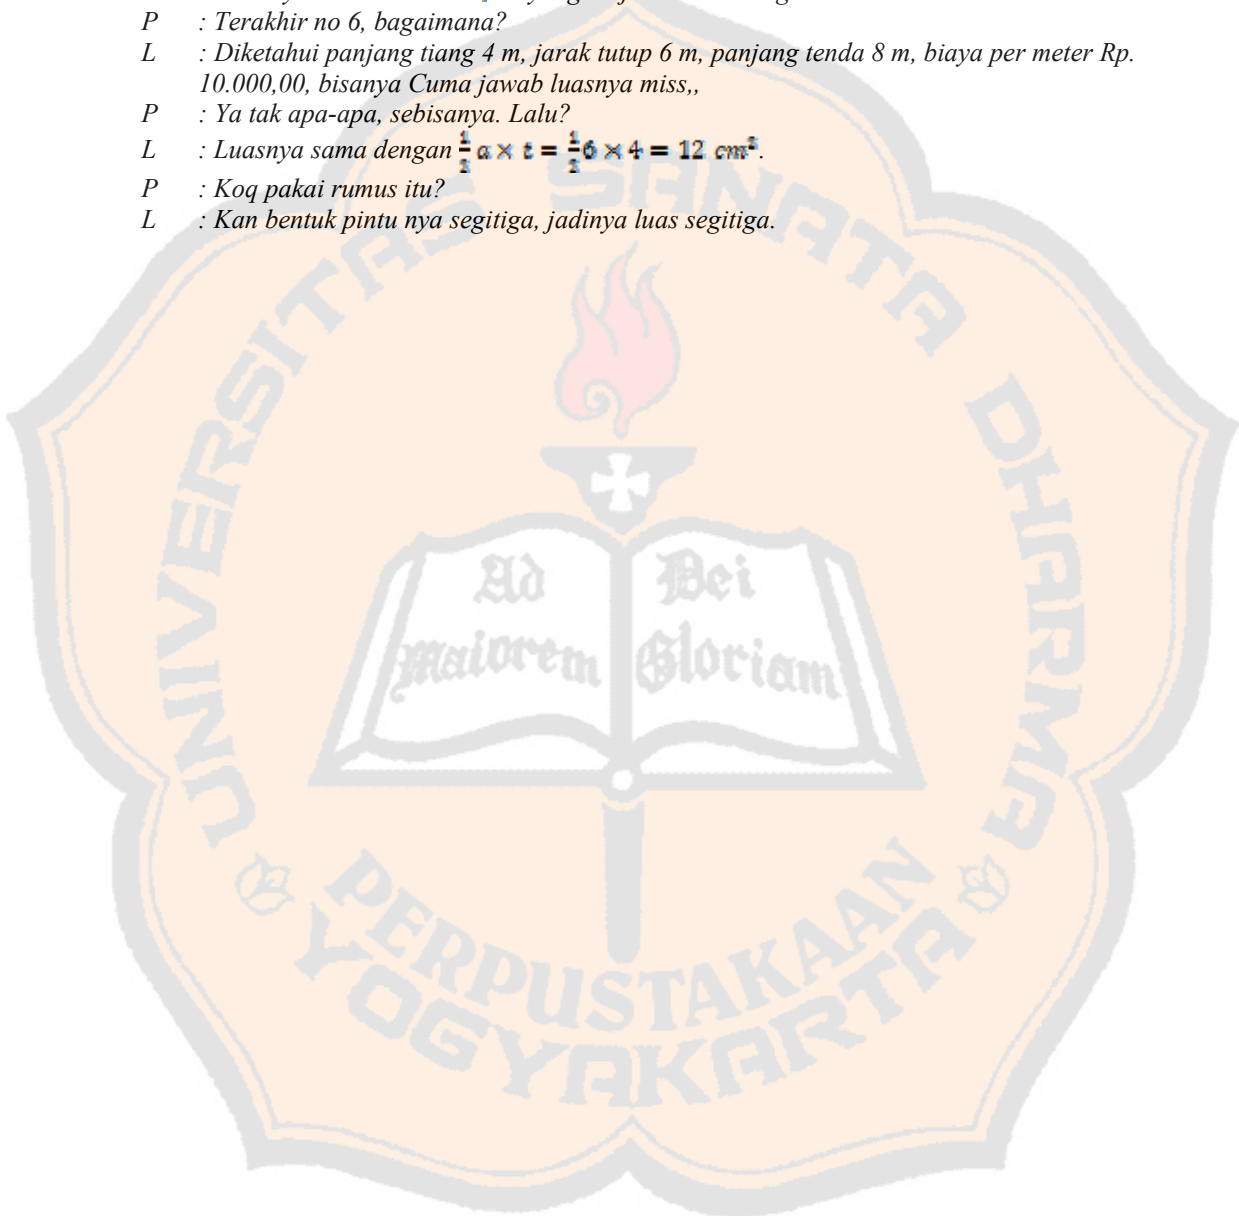 P : Terakhir no 6, bagaimana?
L : Diketahui panjang tiang 4 m, jarak tutup 6 m, panjang tenda 8 m, biaya per meter Rp.
10.000,00, bisanya Cuma jawab luasnya miss,,
P : Ya tak apa-apa, sebisanya. Lalu?
L : Luasnya sama dengan ½ a × t = ½ 6 × 4 = 12 cm².
P : Koq pakai rumus itu?
L : Kan bentuk pintu nya segitiga, jadinya luas segitiga.
UNIVERSITAS SANATA DHARMA
Ad Dei
Maiorem Gloriam
PERPUSTAKAAN
YOGYAKARTA